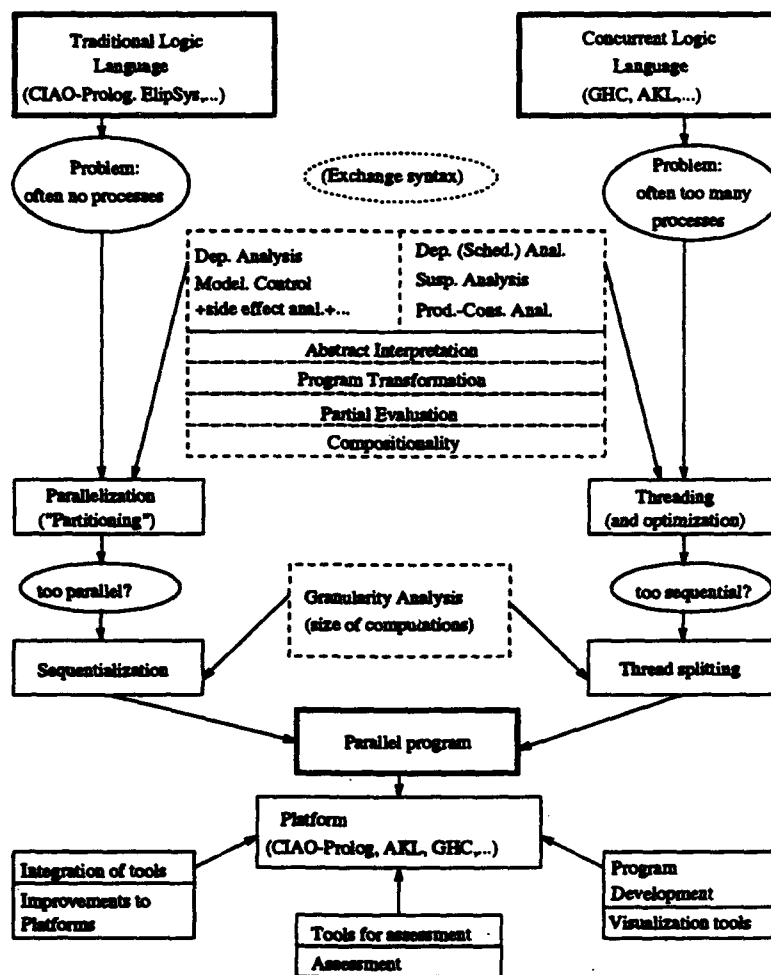 Traditional Logic
Language
(CIAO-Prolog. ElipSys,...)
Concurrent Logic
Language
(GHC, AKL,...)
Problem:
often no processes
(Exchange syntax)
Problem:
often too many
processes
Dep. Analysis
Model. Control
+side effect anal.+...
Dep. (Sched.) Anal.
Susp. Analysis
Prod.-Cons. Anal.
Abstract Interpretation
Program Transformation
Partial Evaluation
Compositionality
Parallelization
("Partitioning")
Threading
(and optimization)
too parallel?
Granularity Analysis
(size of computations)
too sequential?
Sequentialization
Thread splitting
Parallel program
Platform
(CIAO-Prolog, AKL, GHC,...)
Integration of tools
Improvements to
Platforms
Program
Development
Visualization tools
Tools for assessment
Assessment